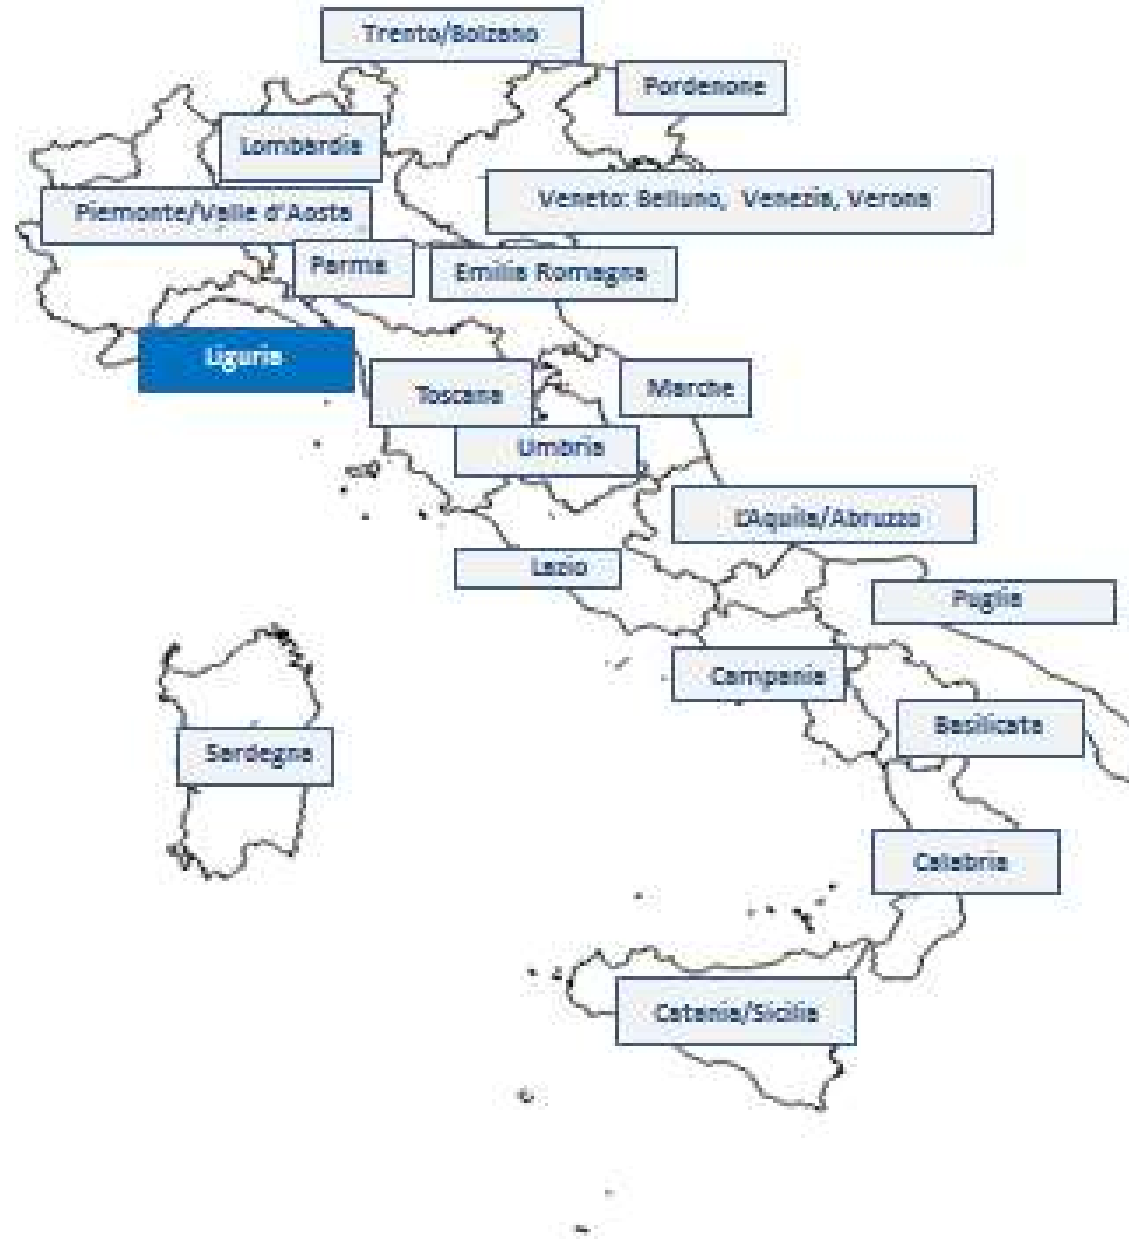 Trento/Bolzano
Pordenone
Lombardia
Veneto: Belluno, Venezia, Verona
Piemonte/Valle d'Aosta
Parma
Emilia Romagna
Liguria
Toscana
Marche
Umbria
L'Aquila/Abruzzo
Lazio
Puglia
Campania
Basilicata
Sardegna
Calabria
Catania/Sicilia